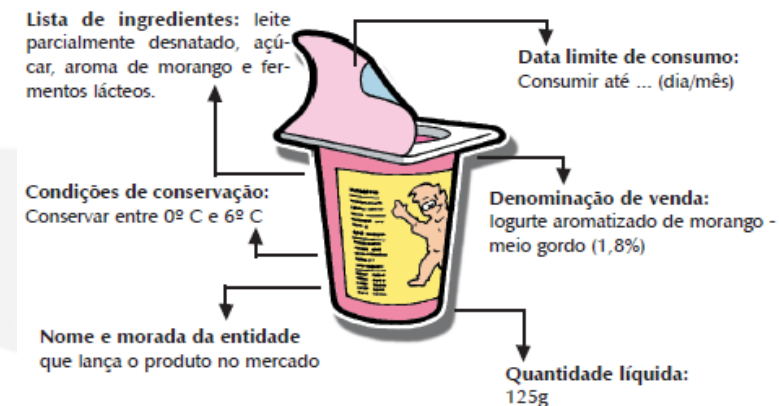 Lista de ingredientes: leite
parcialmente desnatado, açú-
car, aroma de morango e fer-
mentos lácteos.
Data limite de consumo:
Consumir até ... (dia/mês)
Condições de conservação:
Conservar entre 0º C e 6º C
Denominação de venda:
Iogurte aromatizado de morango -
meio gordo (1,8%)
Nome e morada da entidade
que lança o produto no mercado
Quantidade líquida:
125g